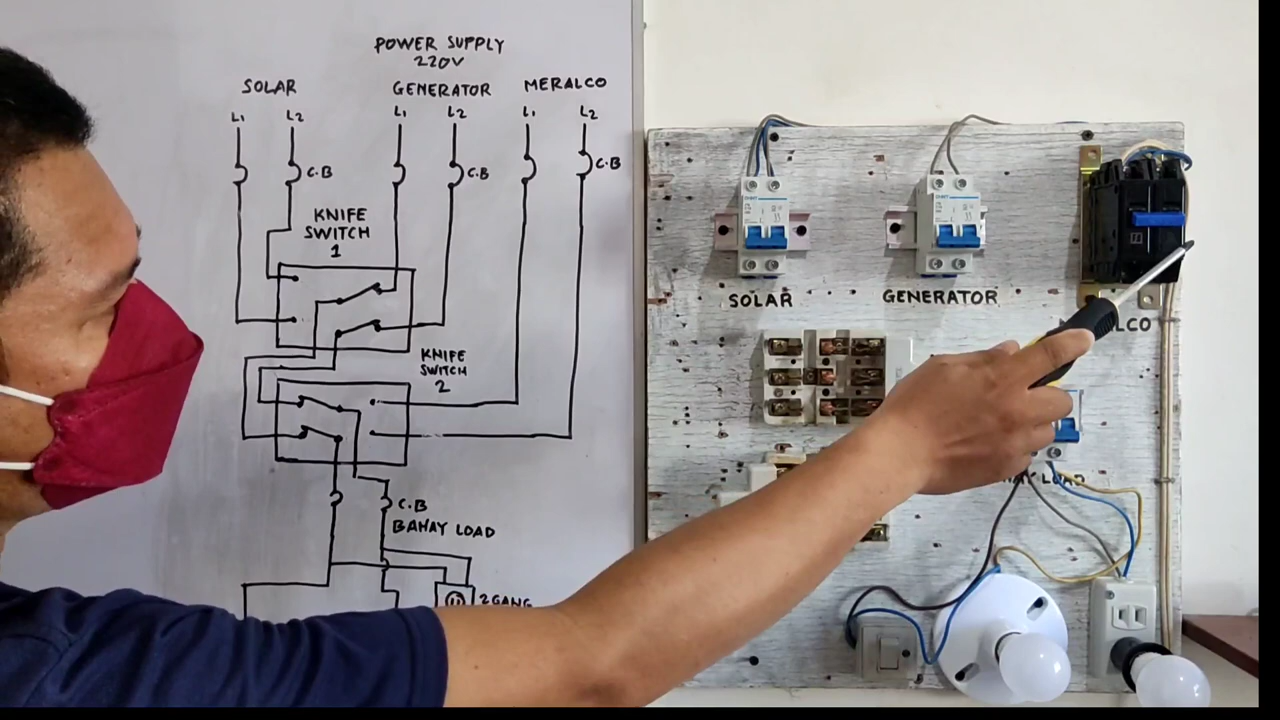 POWER SUPPLY
220V
SOLAR
GENERATOR
MERALCO
L1
L2
L1
L2
L1
L2
C.B
C.B
C.B
KNIFE
SWITCH
1
KNIFE
SWITCH
2
C.B
BAHAY LOAD
2GANG
SOLAR
GENERATOR
LCO
LOAD